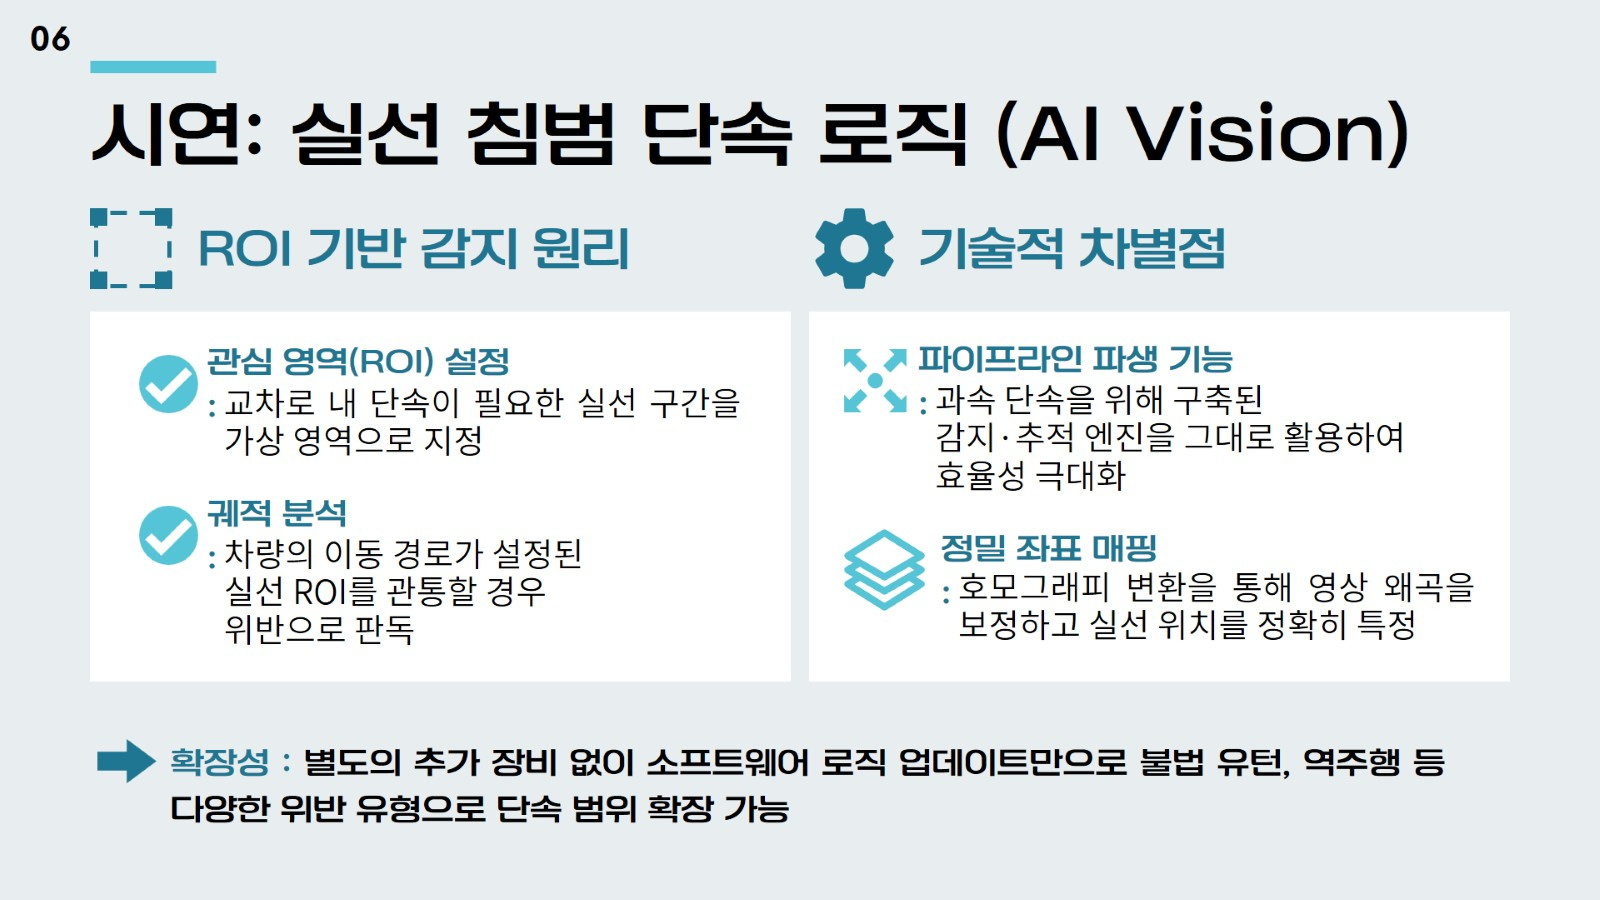 06
시연: 실선 침범 단속 로직 (AI Vision)
ROI 기반 감지 원리
관심 영역(ROI) 설정
: 교차로 내 단속이 필요한 실선 구간을
가상 영역으로 지정
궤적 분석
: 차량의 이동 경로가 설정된
실선 ROI를 관통할 경우
위반으로 판독
기술적 차별점
파이프라인 파생 기능
: 과속 단속을 위해 구축된
감지·추적 엔진을 그대로 활용하여
효율성 극대화
정밀 좌표 매핑
: 호모그래피 변환을 통해 영상 왜곡을
보정하고 실선 위치를 정확히 특정
확장성 : 별도의 추가 장비 없이 소프트웨어 로직 업데이트만으로 불법 유턴, 역주행 등
다양한 위반 유형으로 단속 범위 확장 가능